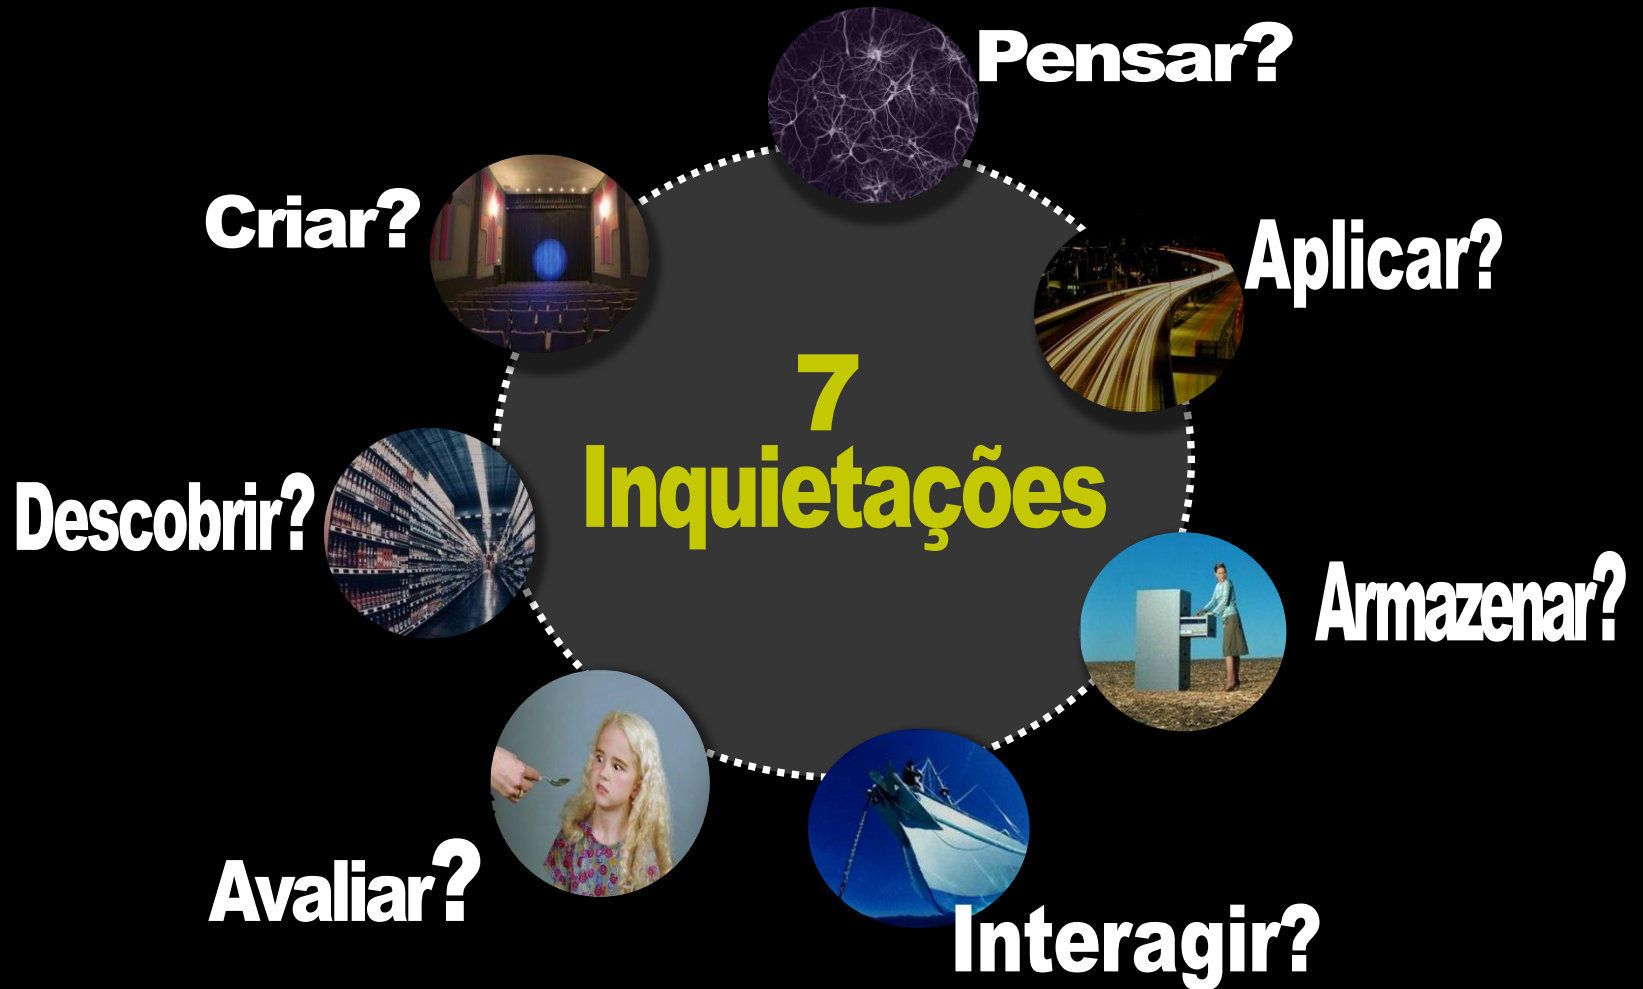 Pensar?
Criar?
Aplicar?
7
Inquietações
Descobrir?
Armazenar?
Avaliar?
Interagir?